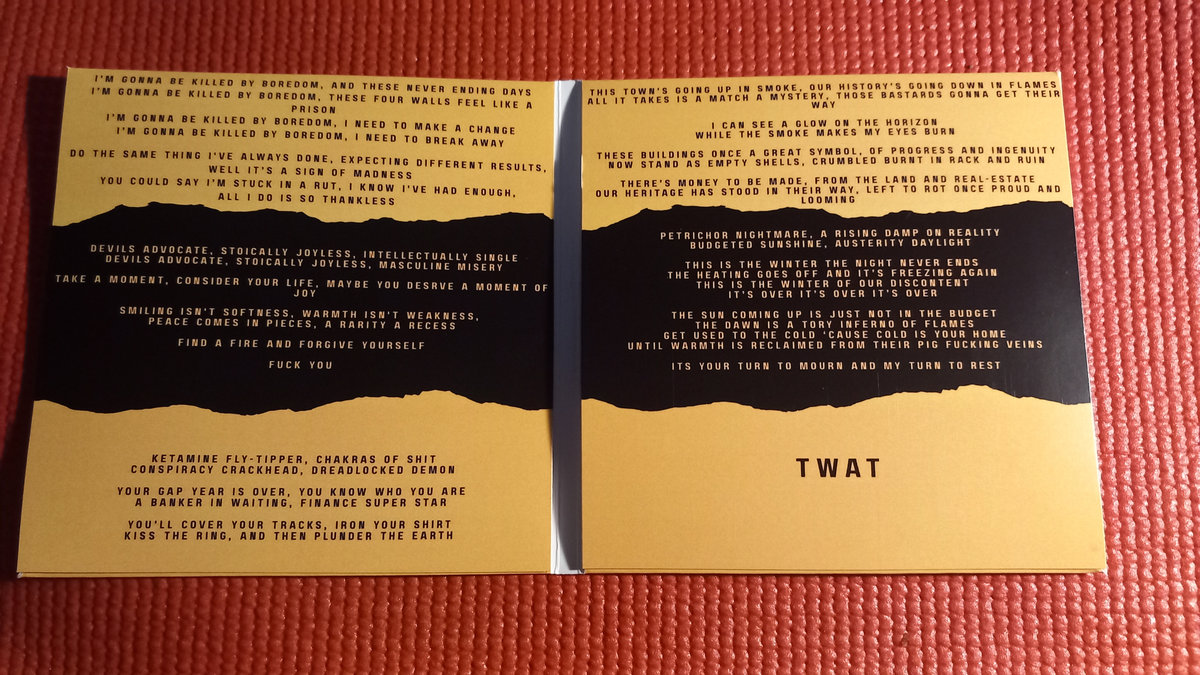 I'M GONNA BE KILLED BY BOREDOM, AND THESE NEVER ENDING DAYS
I'M GONNA BE KILLED BY BOREDOM, THESE FOUR WALLS FEEL LIKE A
PRISON
I'M GONNA BE KILLED BY BOREDOM, I NEED TO MAKE A CHANGE
I'M GONNA BE KILLED BY BOREDOM, I NEED TO BREAK AWAY
DO THE SAME THING I'VE ALWAYS DONE, EXPECTING DIFFERENT RESULTS,
WELL IT'S A SIGN OF MADNESS
YOU COULD SAY I'M STUCK IN A RUT, I KNOW I'VE HAD ENOUGH,
ALL I DO IS SO THANKLESS
DEVILS ADVOCATE, STOICALLY JOYLESS, INTELLECTUALLY SINGLE
DEVILS ADVOCATE, STOICALLY JOYLESS, MASCULINE MISERY
TAKE A MOMENT, CONSIDER YOUR LIFE, MAYBE YOU DESRVE A MOMENT OF
JOY
SMILING ISN'T SOFTNESS, WARMTH ISN'T WEAKNESS,
PEACE COMES IN PIECES, A RARITY A RECESS
FIND A FIRE AND FORGIVE YOURSELF
FUCK YOU
KETAMINE FLY-TIPPER, CHAKRAS OF SHIT
CONSPIRACY CRACKHEAD, DREADLOCKED DEMON
YOUR GAP YEAR IS OVER, YOU KNOW WHO YOU ARE
A BANKER IN WAITING, FINANCE SUPER STAR
YOU'LL COVER YOUR TRACKS, IRON YOUR SHIRT
KISS THE RING, AND THEN PLUNDER THE EARTH
THIS TOWN'S GOING UP IN SMOKE, OUR HISTORY'S GOING DOWN IN FLAMES
ALL IT TAKES IS A MATCH A MYSTERY, THOSE BASTARDS GONNA GET THEIR
WAY
I CAN SEE A GLOW ON THE HORIZON
WHILE THE SMOKE MAKES MY EYES BURN
THESE BUILDINGS ONCE A GREAT SYMBOL, OF PROGRESS AND INGENUITY
NOW STAND AS EMPTY SHELLS, CRUMBLED BURNT IN RACK AND RUIN
THERE'S MONEY TO BE MADE, FROM THE LAND AND REAL-ESTATE
OUR HERITAGE HAS STOOD IN THEIR WAY, LEFT TO ROT ONCE PROUD AND
LOOMING
PETRICHOR NIGHTMARE, A RISING DAMP ON REALITY
BUDGETED SUNSHINE, AUSTERITY DAYLIGHT
THIS IS THE WINTER THE NIGHT NEVER ENDS
THE HEATING GOES OFF AND IT'S FREEZING AGAIN
THIS IS THE WINTER OF OUR DISCONTENT
IT'S OVER IT'S OVER IT'S OVER
THE SUN COMING UP IS JUST NOT IN THE BUDGET
THE DAWN IS A TORY INFERNO OF FLAMES
GET USED TO THE COLD 'CAUSE COLD IS YOUR HOME
UNTIL WARMTH IS RECLAIMED FROM THEIR PIG FUCKING VEINS
ITS YOUR TURN TO MOURN AND MY TURN TO REST
TWAT